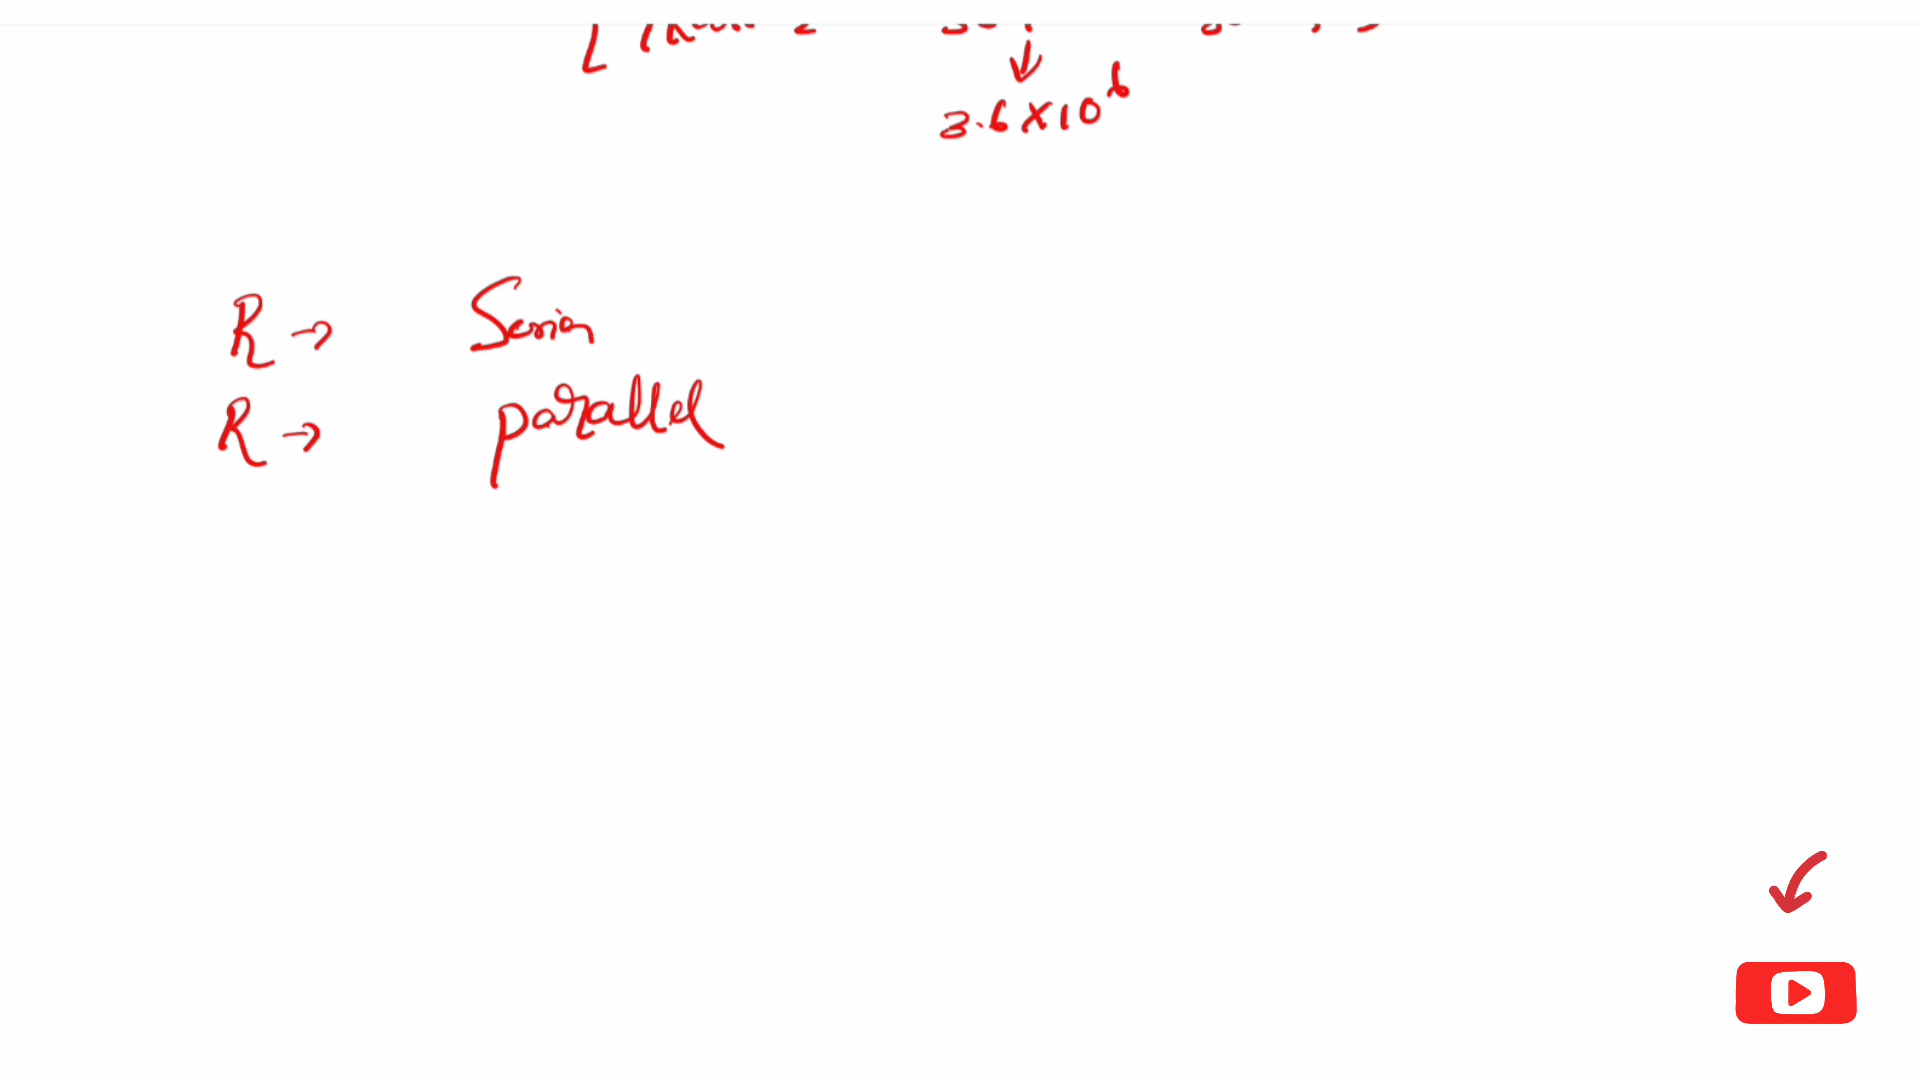 3.6×10⁶
R → Series
R → parallel